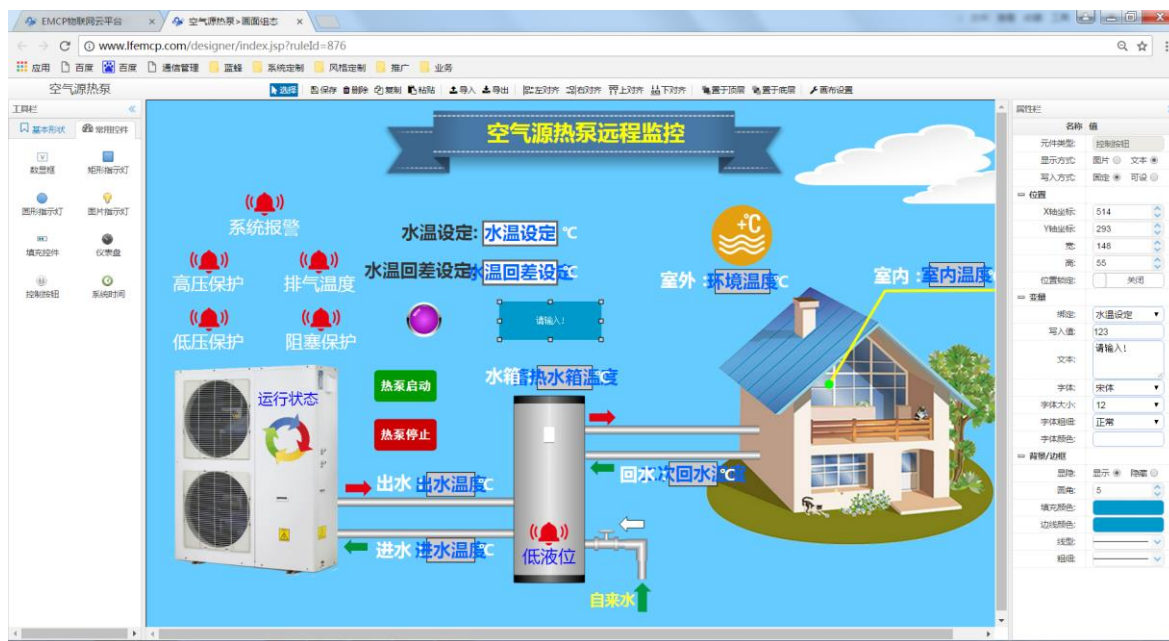 EMCP物联网云平台
空气源热泵>画面组态
www.lfemcp.com/designer/index.jsp?ruleId=876
应用 百度 百度 通信管理 蓝蜂 系统定制 风格定制 推广 业务
空气源热泵
选择 保存 删除 复制 粘贴 导入 导出 左对齐 右对齐 上对齐 下对齐 置于顶层 置于底层 画布设置
工具栏
基本形状 常用控件
数显框 矩形指示灯
圆形指示灯 图片指示灯
填充控件 仪表盘
控制按钮 系统时间
空气源热泵远程监控
系统报警
高压保护 排气温度
低压保护 阻塞保护
水温设定: 水温设定 ℃
水温回差设定 水温回差设定 ℃
请输入!
+℃
室外: 环境温度 ℃
室内: 室内温度
运行状态
热泵启动
热泵停止
水箱 热水箱温度
出水 出水温度 ℃
进水 进水温度 ℃
回水 次回水温度 ℃
低液位
自来水
属性栏
名称 值
元件类型: 控制按钮
显示方式: 图片 文本
写入方式: 固定 可设
位置
X轴坐标: 514
Y轴坐标: 293
宽: 148
高: 55
位置锁定: 关闭
变量
绑定: 水温设定
写入值: 123
文本: 请输入!
字体: 宋体
字体大小: 12
字体粗细: 正常
字体颜色:
背景/边框
显隐: 显示 隐藏
圆角: 5
填充颜色:
边线颜色:
线型:
粗细: